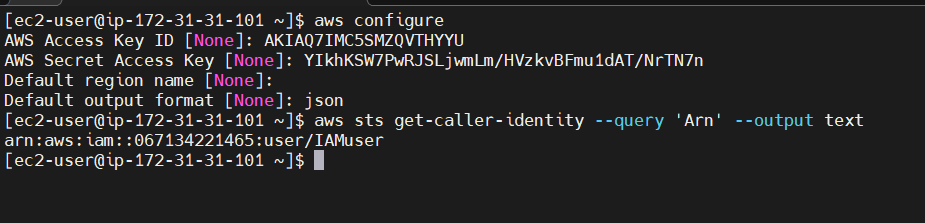 [ec2-user@ip-172-31-31-101 ~]$ aws configure
AWS Access Key ID [None]: AKIAQ7IMC5SMZQVTHYYU
AWS Secret Access Key [None]: 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
Default region name [None]:
Default output format [None]: json
[ec2-user@ip-172-31-31-101 ~]$ aws sts get-caller-identity --query 'Arn' --output text
arn:aws:iam::067134221465:user/IAMuser
[ec2-user@ip-172-31-31-101 ~]$